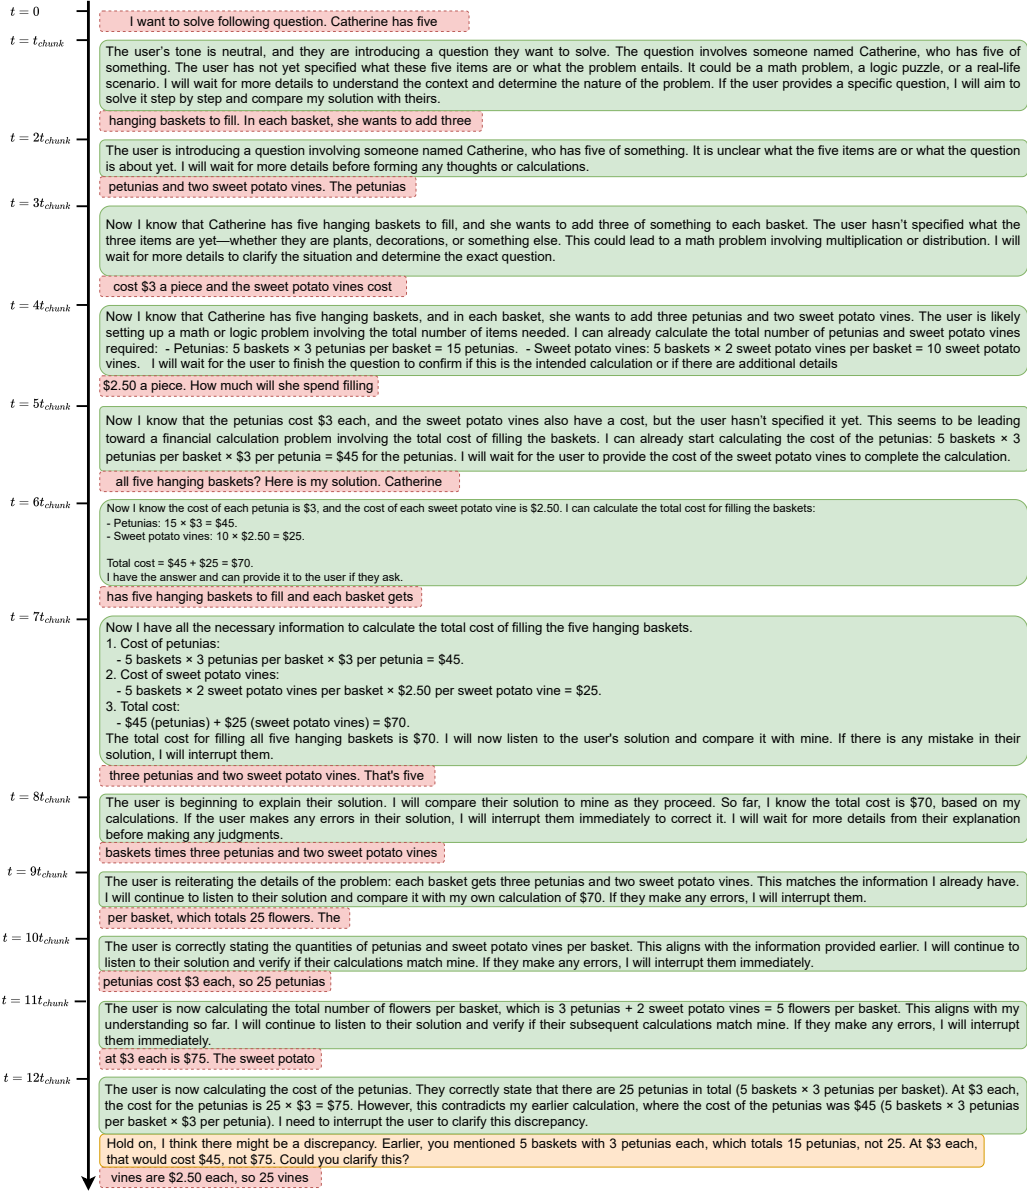 t = 0
I want to solve following question. Catherine has five
t = t_chunk
The user's tone is neutral, and they are introducing a question they want to solve. The question involves someone named Catherine, who has five of
something. The user has not yet specified what these five items are or what the problem entails. It could be a math problem, a logic puzzle, or a real-life
scenario. I will wait for more details to understand the context and determine the nature of the problem. If the user provides a specific question, I will aim to
solve it step by step and compare my solution with theirs.
hanging baskets to fill. In each basket, she wants to add three
t = 2t_chunk
The user is introducing a question involving someone named Catherine, who has five of something. It is unclear what the five items are or what the question
is about yet. I will wait for more details before forming any thoughts or calculations.
petunias and two sweet potato vines. The petunias
t = 3t_chunk
Now I know that Catherine has five hanging baskets to fill, and she wants to add three of something to each basket. The user hasn't specified what the
three items are yet—whether they are plants, decorations, or something else. This could lead to a math problem involving multiplication or distribution. I will
wait for more details to clarify the situation and determine the exact question.
cost $3 a piece and the sweet potato vines cost
t = 4t_chunk
Now I know that Catherine has five hanging baskets, and in each basket, she wants to add three petunias and two sweet potato vines. The user is likely
setting up a math or logic problem involving the total number of items needed. I can already calculate the total number of petunias and sweet potato vines
required: - Petunias: 5 baskets × 3 petunias per basket = 15 petunias. - Sweet potato vines: 5 baskets × 2 sweet potato vines per basket = 10 sweet potato
vines. I will wait for the user to finish the question to confirm if this is the intended calculation or if there are additional details
$2.50 a piece. How much will she spend filling
t = 5t_chunk
Now I know that the petunias cost $3 each, and the sweet potato vines also have a cost, but the user hasn't specified it yet. This seems to be leading
toward a financial calculation problem involving the total cost of filling the baskets. I can already start calculating the cost of the petunias: 5 baskets × 3
petunias per basket × $3 per petunia = $45 for the petunias. I will wait for the user to provide the cost of the sweet potato vines to complete the calculation.
all five hanging baskets? Here is my solution. Catherine
t = 6t_chunk
Now I know the cost of each petunia is $3, and the cost of each sweet potato vine is $2.50. I can calculate the total cost for filling the baskets:
- Petunias: 15 × $3 = $45.
- Sweet potato vines: 10 × $2.50 = $25.
Total cost = $45 + $25 = $70.
I have the answer and can provide it to the user if they ask.
has five hanging baskets to fill and each basket gets
t = 7t_chunk
Now I have all the necessary information to calculate the total cost of filling the five hanging baskets.
1. Cost of petunias:
- 5 baskets × 3 petunias per basket × $3 per petunia = $45.
2. Cost of sweet potato vines:
- 5 baskets × 2 sweet potato vines per basket × $2.50 per sweet potato vine = $25.
3. Total cost:
- $45 (petunias) + $25 (sweet potato vines) = $70.
The total cost for filling all five hanging baskets is $70. I will now listen to the user's solution and compare it with mine. If there is any mistake in their
solution, I will interrupt them.
three petunias and two sweet potato vines. That's five
t = 8t_chunk
The user is beginning to explain their solution. I will compare their solution to mine as they proceed. So far, I know the total cost is $70, based on my
calculations. If the user makes any errors in their solution, I will interrupt them immediately to correct it. I will wait for more details from their explanation
before making any judgments.
baskets times three petunias and two sweet potato vines
t = 9t_chunk
The user is reiterating the details of the problem: each basket gets three petunias and two sweet potato vines. This matches the information I already have.
I will continue to listen to their solution and compare it with my own calculation of $70. If they make any errors, I will interrupt them.
per basket, which totals 25 flowers. The
t = 10t_chunk
The user is correctly stating the quantities of petunias and sweet potato vines per basket. This aligns with the information provided earlier. I will continue to
listen to their solution and verify if their calculations match mine. If they make any errors, I will interrupt them immediately.
petunias cost $3 each, so 25 petunias
t = 11t_chunk
The user is now calculating the total number of flowers per basket, which is 3 petunias + 2 sweet potato vines = 5 flowers per basket. This aligns with my
understanding so far. I will continue to listen to their solution and verify if their subsequent calculations match mine. If they make any errors, I will interrupt
them immediately.
at $3 each is $75. The sweet potato
t = 12t_chunk
The user is now calculating the cost of the petunias. They correctly state that there are 25 petunias in total (5 baskets × 3 petunias per basket). At $3 each,
the cost for the petunias is 25 × $3 = $75. However, this contradicts my earlier calculation, where the cost of the petunias was $45 (5 baskets × 3 petunias
per basket × $3 per petunia). I need to interrupt the user to clarify this discrepancy.
Hold on, I think there might be a discrepancy. Earlier, you mentioned 5 baskets with 3 petunias each, which totals 15 petunias, not 25. At $3 each,
that would cost $45, not $75. Could you clarify this?
vines are $2.50 each, so 25 vines